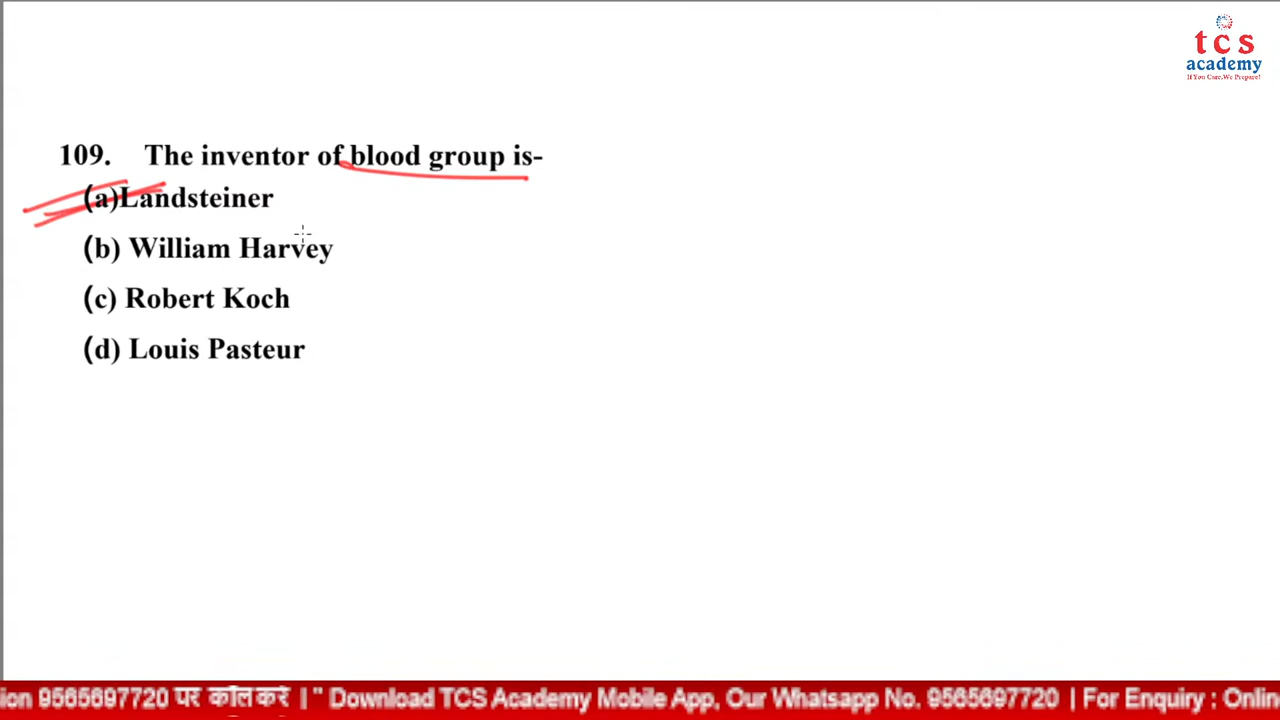 tcs
academy
If You Care, We Prepare!
109. The inventor of blood group is-
(a)Landsteiner
(b) William Harvey
(c) Robert Koch
(d) Louis Pasteur
ion 9565697720 पर कॉल करें | " Download TCS Academy Mobile App, Our Whatsapp No. 9565697720 | For Enquiry : Onlin